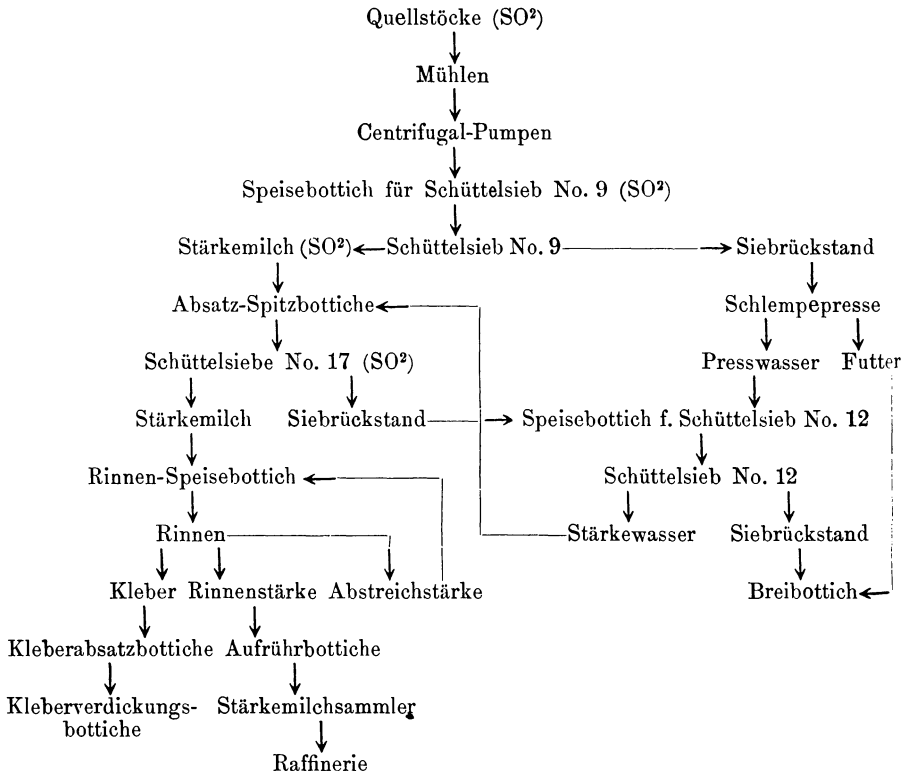 Quellstöcke (SO²)
Mühlen
Centrifugal-Pumpen
Speisebottich für Schüttelsieb No. 9 (SO²)
Stärkemilch (SO²) Schüttelsieb No. 9 Siebrückstand
Absatz-Spitzbottiche Schlempepresse
Schüttelsiebe No. 17 (SO²) Presswasser Futter
Stärkemilch Siebrückstand Speisebottich f. Schüttelsieb No. 12
Rinnen-Speisebottich Schüttelsieb No. 12
Rinnen Stärkewasser Siebrückstand
Kleber Rinnenstärke Abstreichstärke Breibottich
Kleberabsatzbottiche Aufrührbottiche
Kleberverdickungs- Stärkemilchsammler
bottiche
Raffinerie